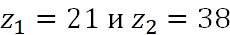 z₁ = 21 и z₂ = 38